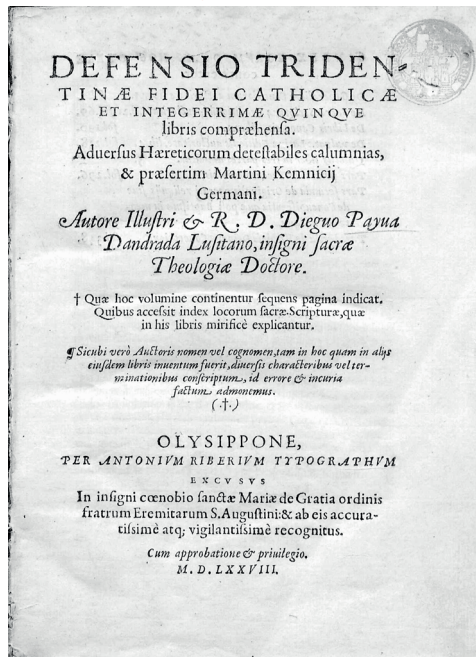 DEFENSIO TRIDEN-
TINÆ FIDEI CATHOLICÆ
ET INTEGERRIMÆ QVINQVE
libris compræhensa.
Aduersus Hæreticorum detestabiles calumnias,
& præsertim Martini Kemnicij
Germani.
Autore Illustri & R. D. Dieguo Payua
Dandrada Lusitano, insigni sacræ
Theologiæ Doctore.
† Quæ hoc volumine continentur sequens pagina indicat.
Quibus accessit index locorum sacræ Scripturæ, quæ
in his libris mirificè explicantur.
¶ Sicubi verò Auctoris nomen vel cognomen, tam in hoc quam in alijs
eiusdem libris inuentum fuerit, diuersis characteribus vel ter-
minationibus conscriptum, id errore & incuria
factum admonemus.
(.†.)
OLYSIPPONE,
PER ANTONIVM RIBERIVM TYPOGRAPHVM
EXCVSVS
In insigni cœnobio sanctæ Mariæ de Gratia ordinis
fratrum Eremitarum S. Augustini: & ab eis accura-
tissimè atq; vigilantissimè recognitus.
Cum approbatione & priuilegio.
M. D. LXXVIII.